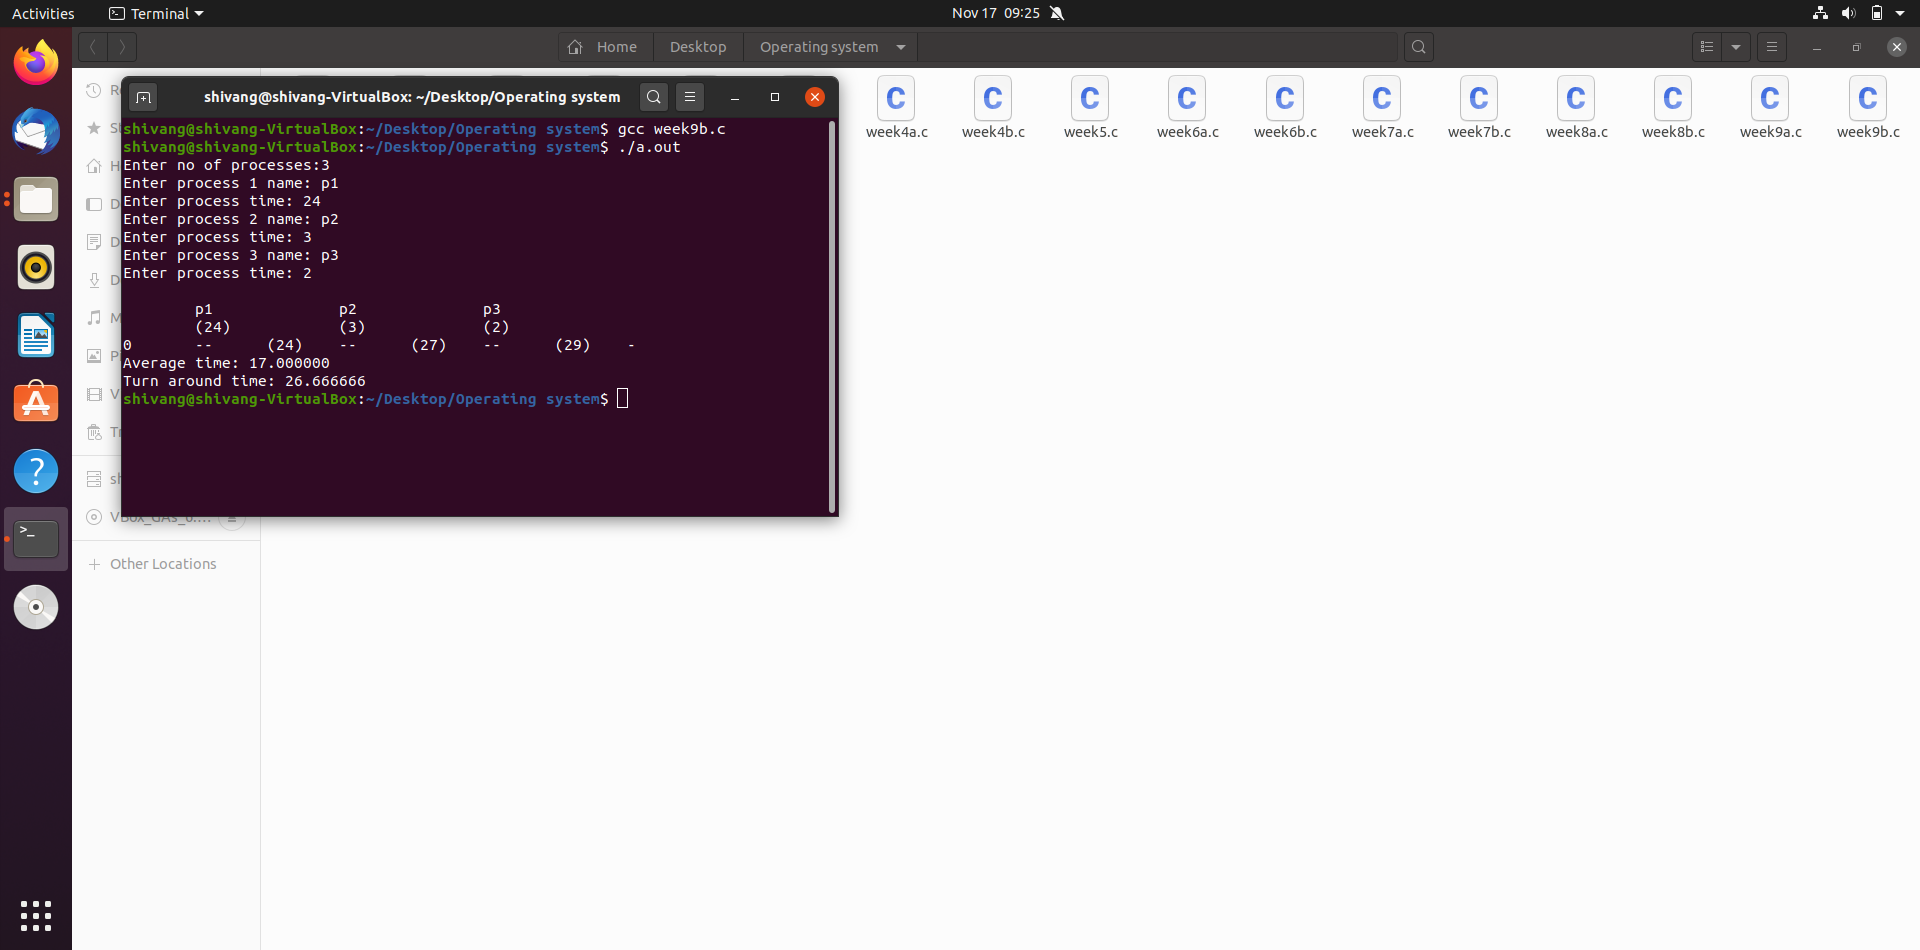 Activities Terminal Nov 17 09:25
Home Desktop Operating system
shivang@shivang-VirtualBox: ~/Desktop/Operating system
shivang@shivang-VirtualBox:~/Desktop/Operating system$ gcc week9b.c
shivang@shivang-VirtualBox:~/Desktop/Operating system$ ./a.out
Enter no of processes:3
Enter process 1 name: p1
Enter process time: 24
Enter process 2 name: p2
Enter process time: 3
Enter process 3 name: p3
Enter process time: 2
p1 p2 p3
(24) (3) (2)
0 -- (24) -- (27) -- (29) -
Average time: 17.000000
Turn around time: 26.666666
shivang@shivang-VirtualBox:~/Desktop/Operating system$
C C C C C C C C C C C
week4a.c week4b.c week5.c week6a.c week6b.c week7a.c week7b.c week8a.c week8b.c week9a.c week9b.c
Other Locations